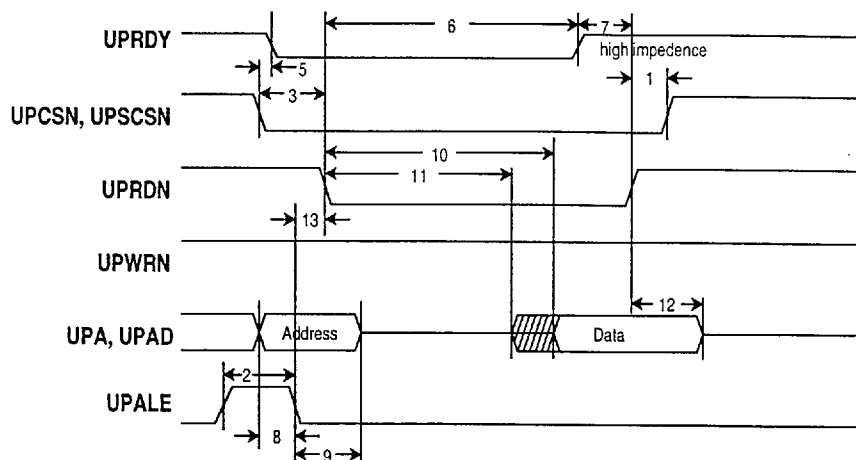 UPRDY
6
7
high impedence
5
1
3
UPCSN, UPSCSN
10
11
UPRDN
13
UPWRN
12
UPA, UPAD
Address
Data
2
UPALE
8
9